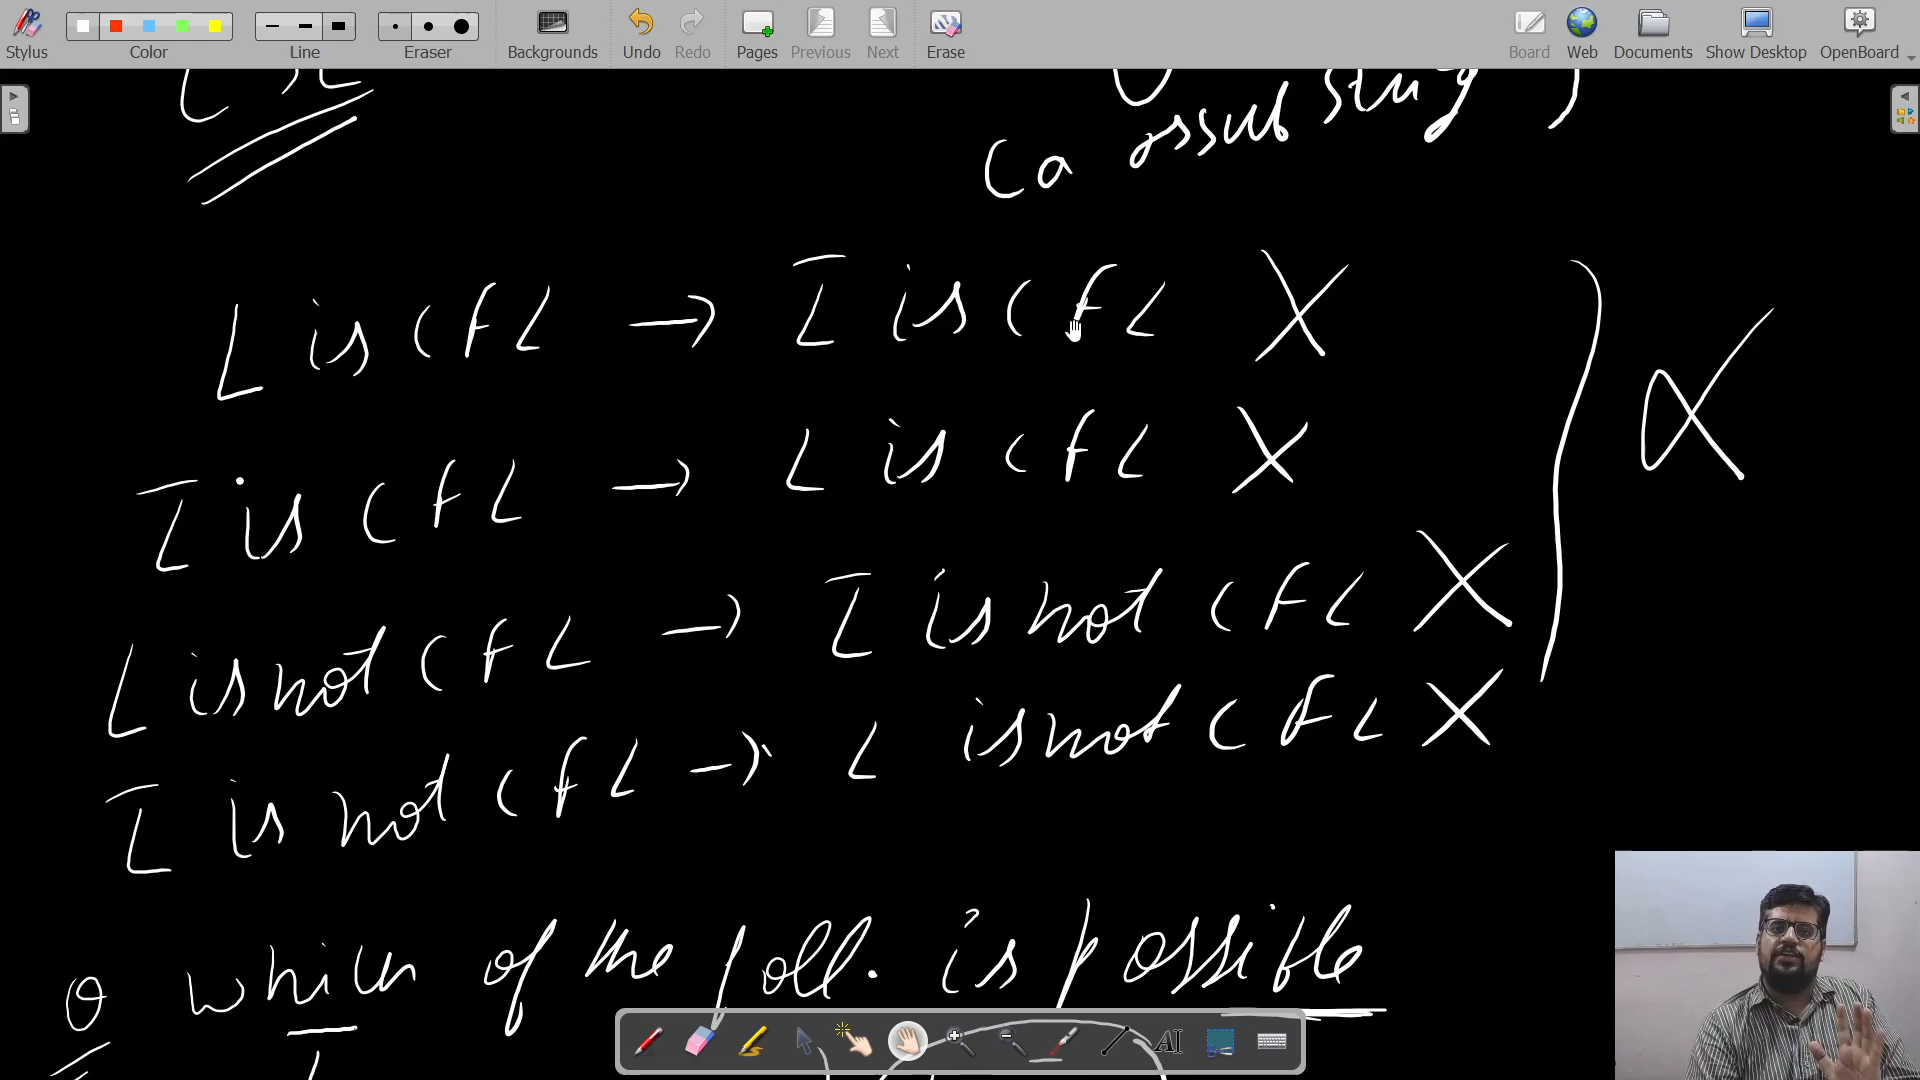 Stylus Color Line Eraser Backgrounds Undo Redo Pages Previous Next Erase Board Web Documents Show Desktop OpenBoard
(a as substring)
L is CFL → L̅ is CFL X
L̅ is CFL → L is CFL X
L is not CFL → L̅ is not CFL X
L̅ is not CFL → L is not CFL X
Q which of the foll. is possible